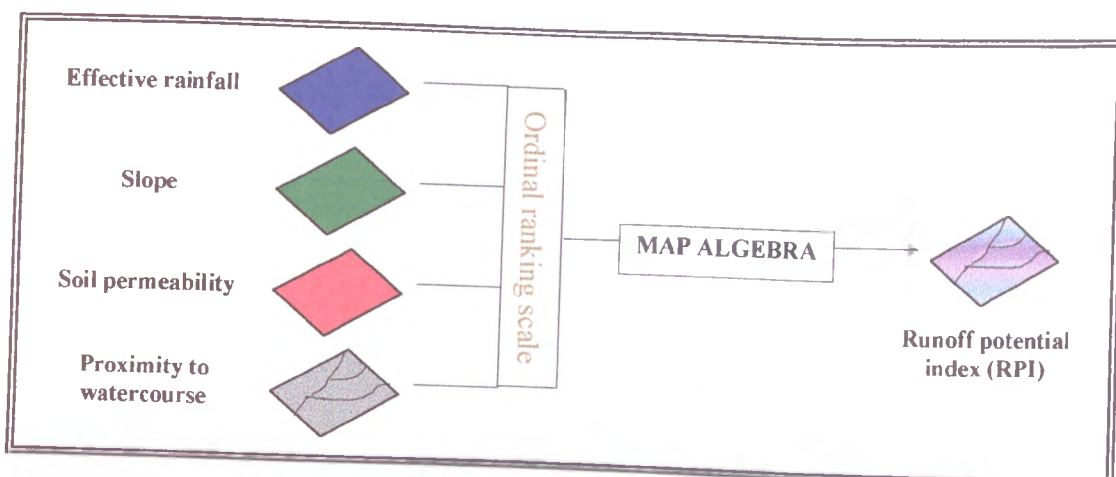 Effective rainfall
Slope
Soil permeability
Proximity to
watercourse
Ordinal ranking scale
MAP ALGEBRA
Runoff potential
index (RPI)